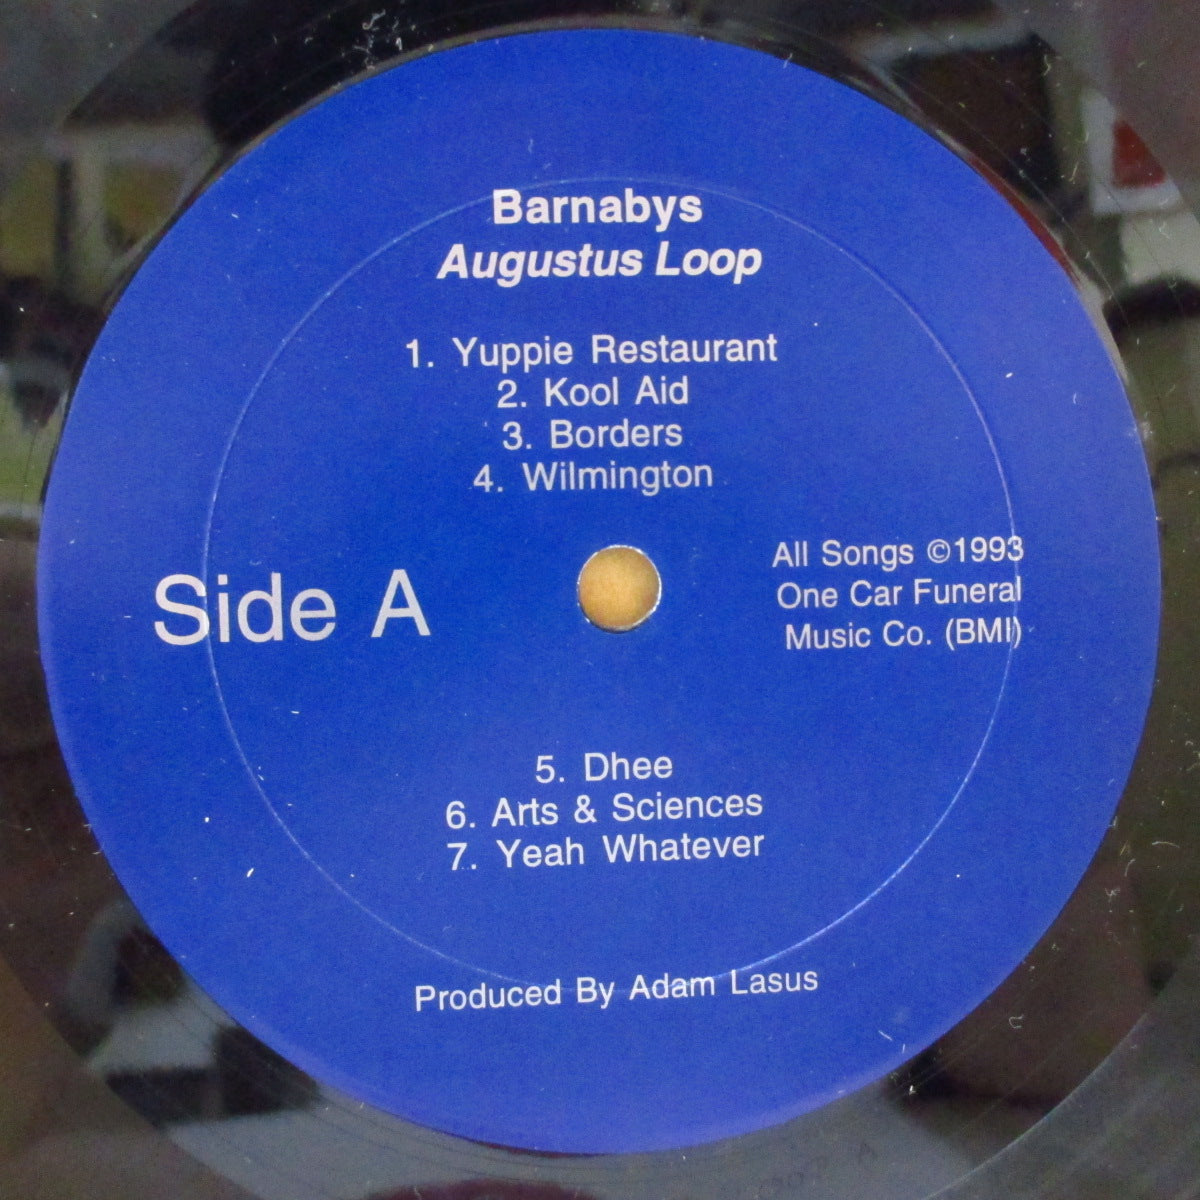 Barnabys
Augustus Loop
1. Yuppie Restaurant
2. Kool Aid
3. Borders
4. Wilmington
Side A
All Songs ©1993
One Car Funeral
Music Co. (BMI)
5. Dhee
6. Arts & Sciences
7. Yeah Whatever
Produced By Adam Lasus